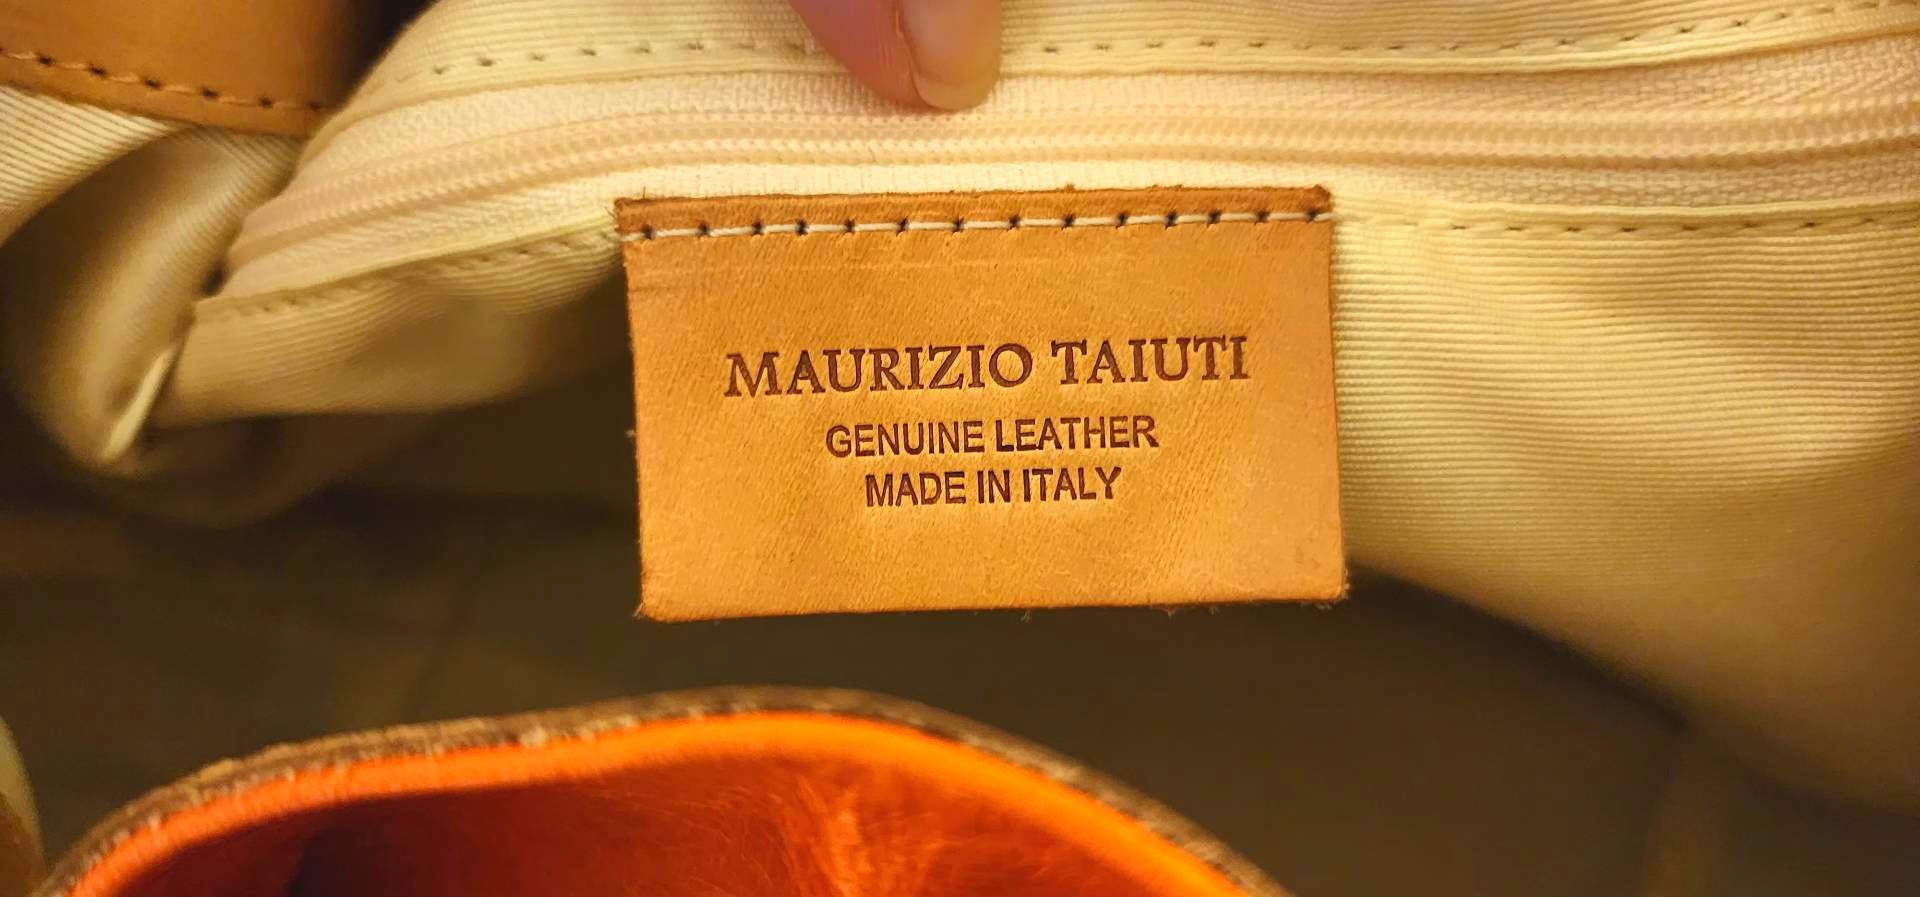 MAURIZIO TAIUTI
GENUINE LEATHER
MADE IN ITALY